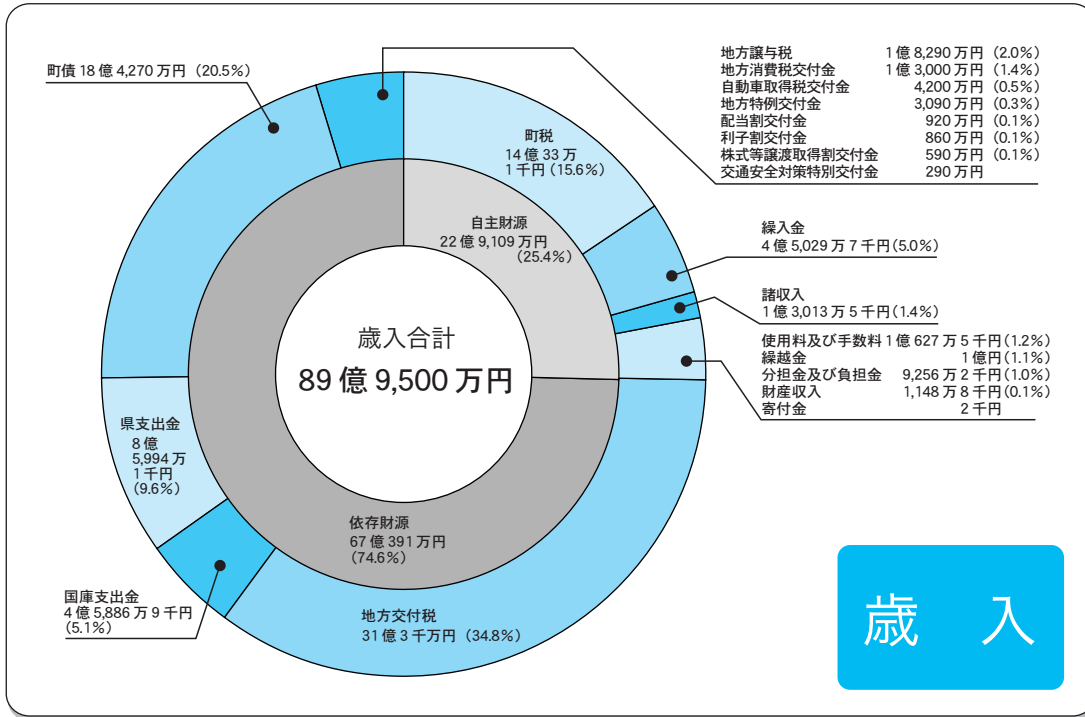 町債 18 億 4,270 万円 (20.5%)
地方譲与税 1 億 8,290 万円 (2.0%)
地方消費税交付金 1 億 3,000 万円 (1.4%)
自動車取得税交付金 4,200 万円 (0.5%)
地方特例交付金 3,090 万円 (0.3%)
配当割交付金 920 万円 (0.1%)
利子割交付金 860 万円 (0.1%)
株式等譲渡取得割交付金 590 万円 (0.1%)
交通安全対策特別交付金 290 万円
町税
14 億 33 万
1 千円 (15.6%)
自主財源
22 億 9,109 万円
(25.4%)
繰入金
4 億 5,029 万 7 千円 (5.0%)
諸収入
1 億 3,013 万 5 千円 (1.4%)
使用料及び手数料 1 億 627 万 5 千円 (1.2%)
繰越金 1 億円 (1.1%)
分担金及び負担金 9,256 万 2 千円 (1.0%)
財産収入 1,148 万 8 千円 (0.1%)
寄付金 2 千円
歳入合計
89 億 9,500 万円
県支出金
8 億
5,994 万
1 千円
(9.6%)
依存財源
67 億 391 万円
(74.6%)
国庫支出金
4 億 5,886 万 9 千円
(5.1%)
地方交付税
31 億 3 千万円 (34.8%)
歳 入